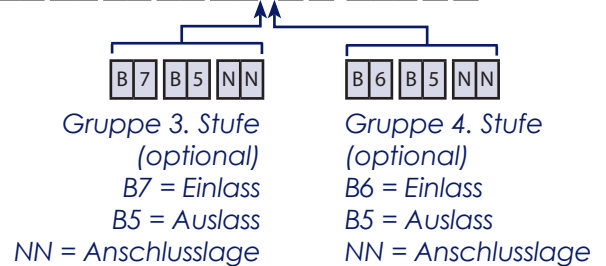 B7 B5 NN
B6 B5 NN
Gruppe 3. Stufe
(optional)
B7 = Einlass
B5 = Auslass
NN = Anschlusslage
Gruppe 4. Stufe
(optional)
B6 = Einlass
B5 = Auslass
NN = Anschlusslage